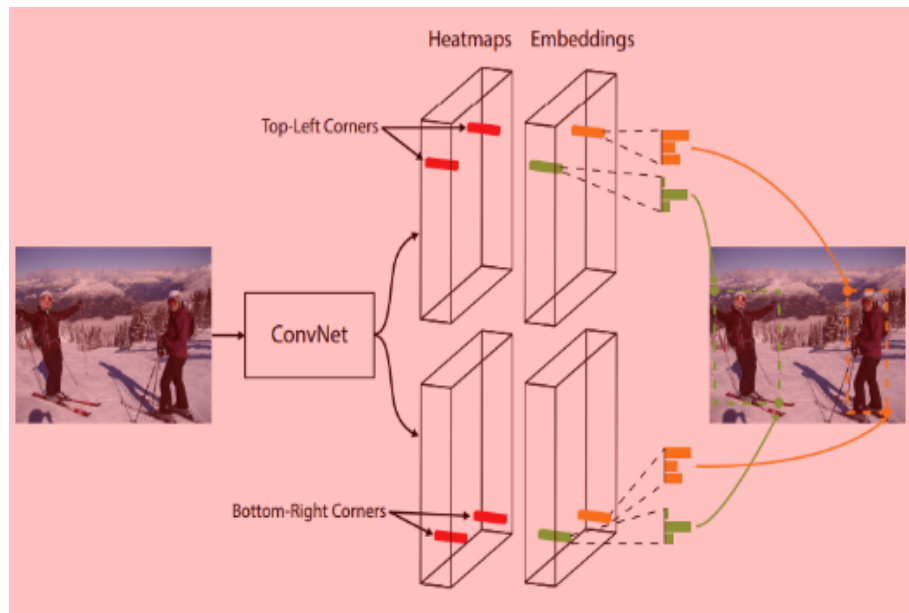 Heatmaps Embeddings
Top-Left Corners
ConvNet
Bottom-Right Corners